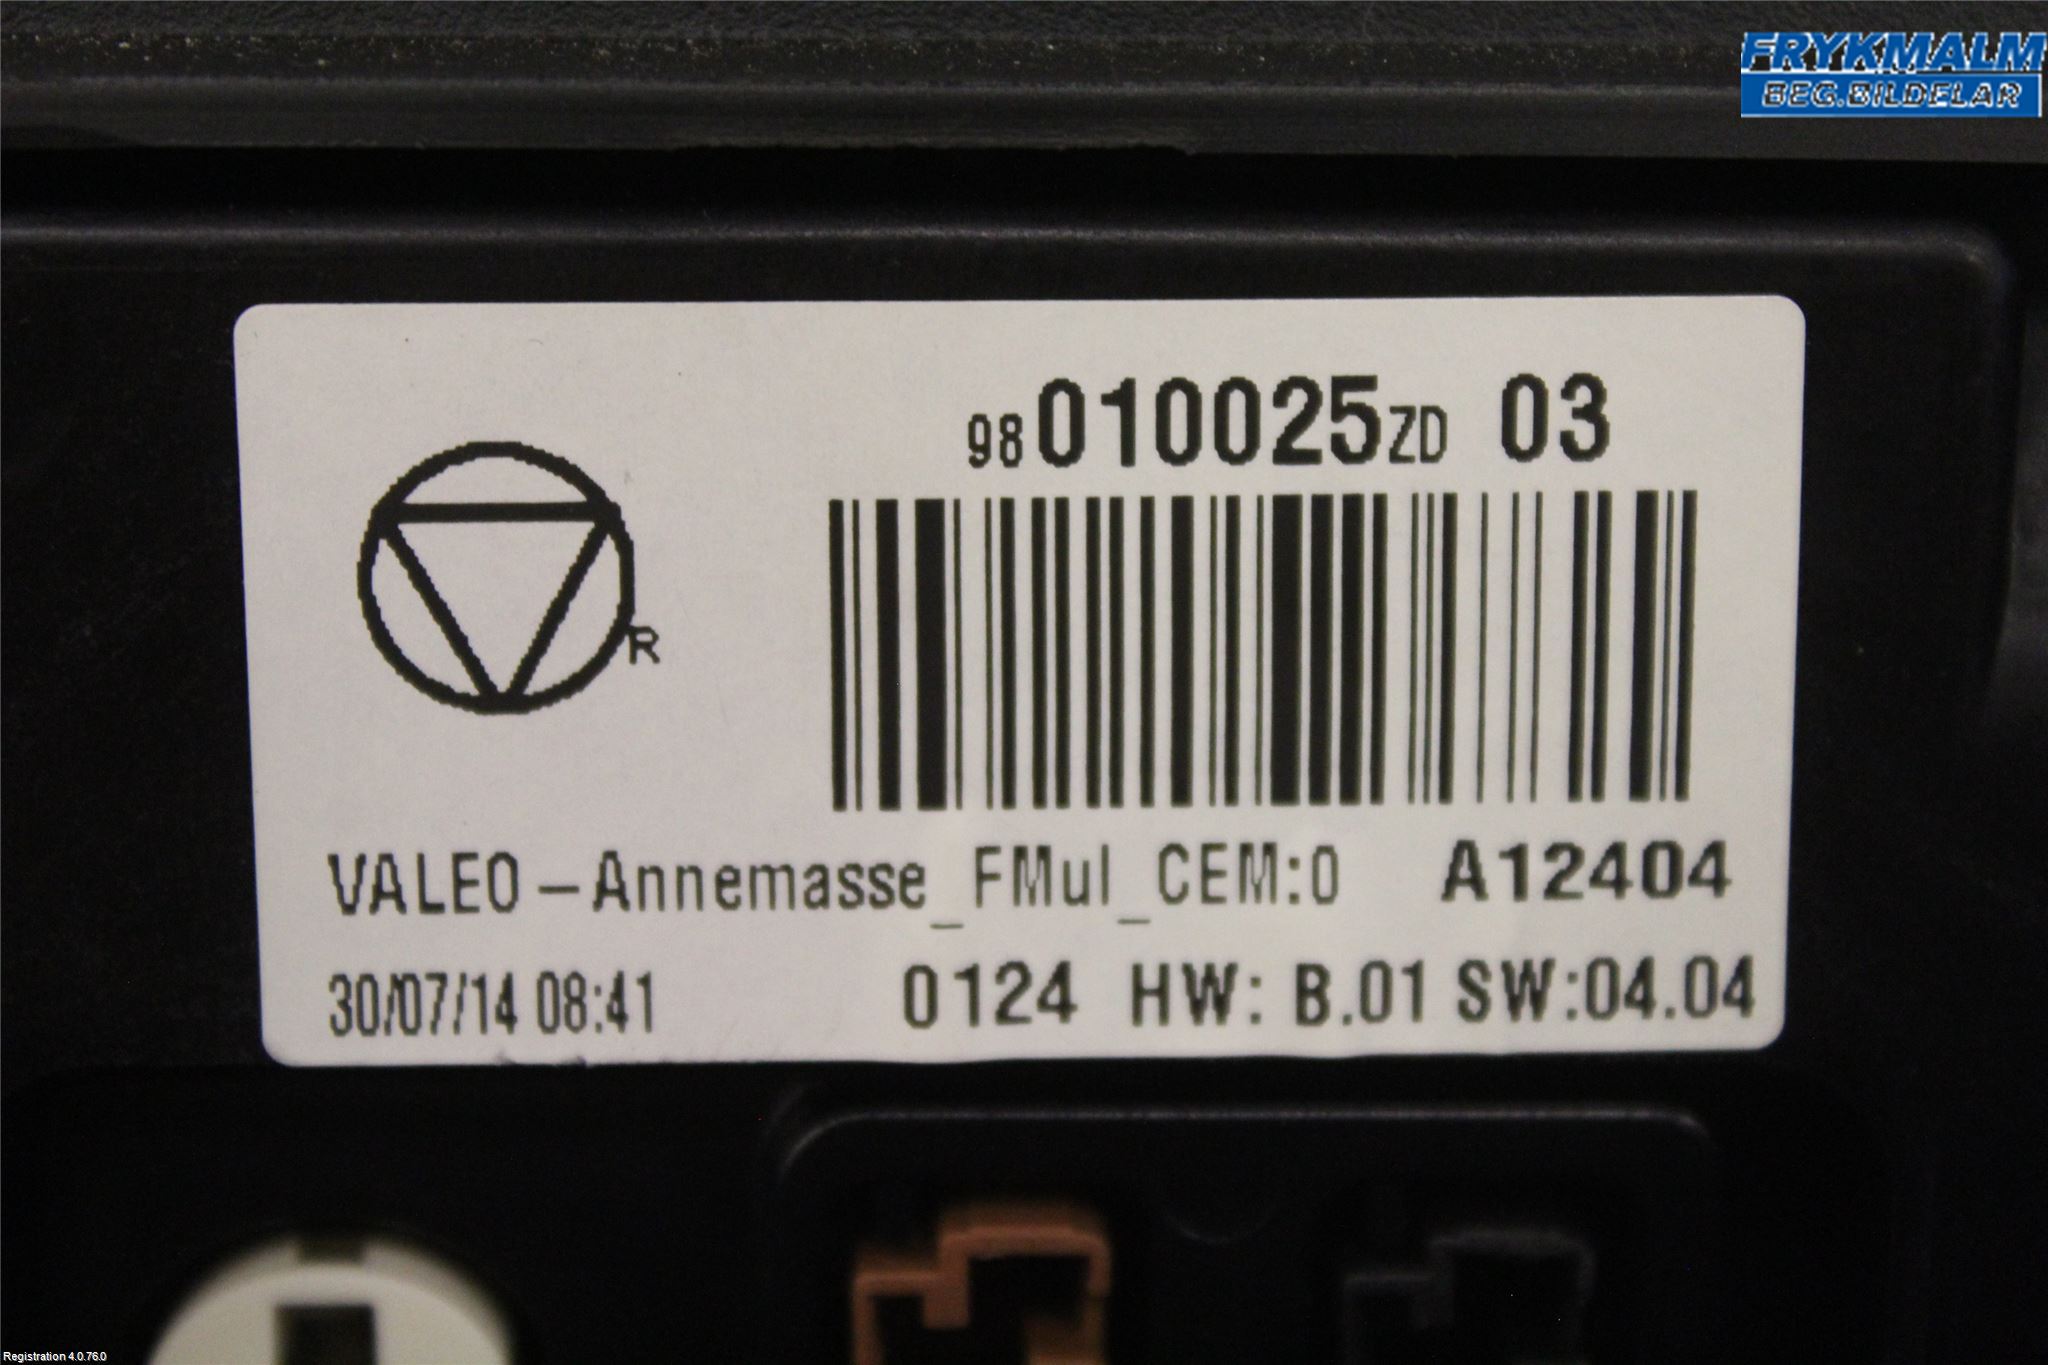 FRYKMALM
BEG.BILDELAR
98010025ZD 03
R
VALEO-Annemasse_FMul_CEM:0 A12404
30/07/14 08:41 0124 HW: B.01 SW:04.04
Registration 4.0.76.0